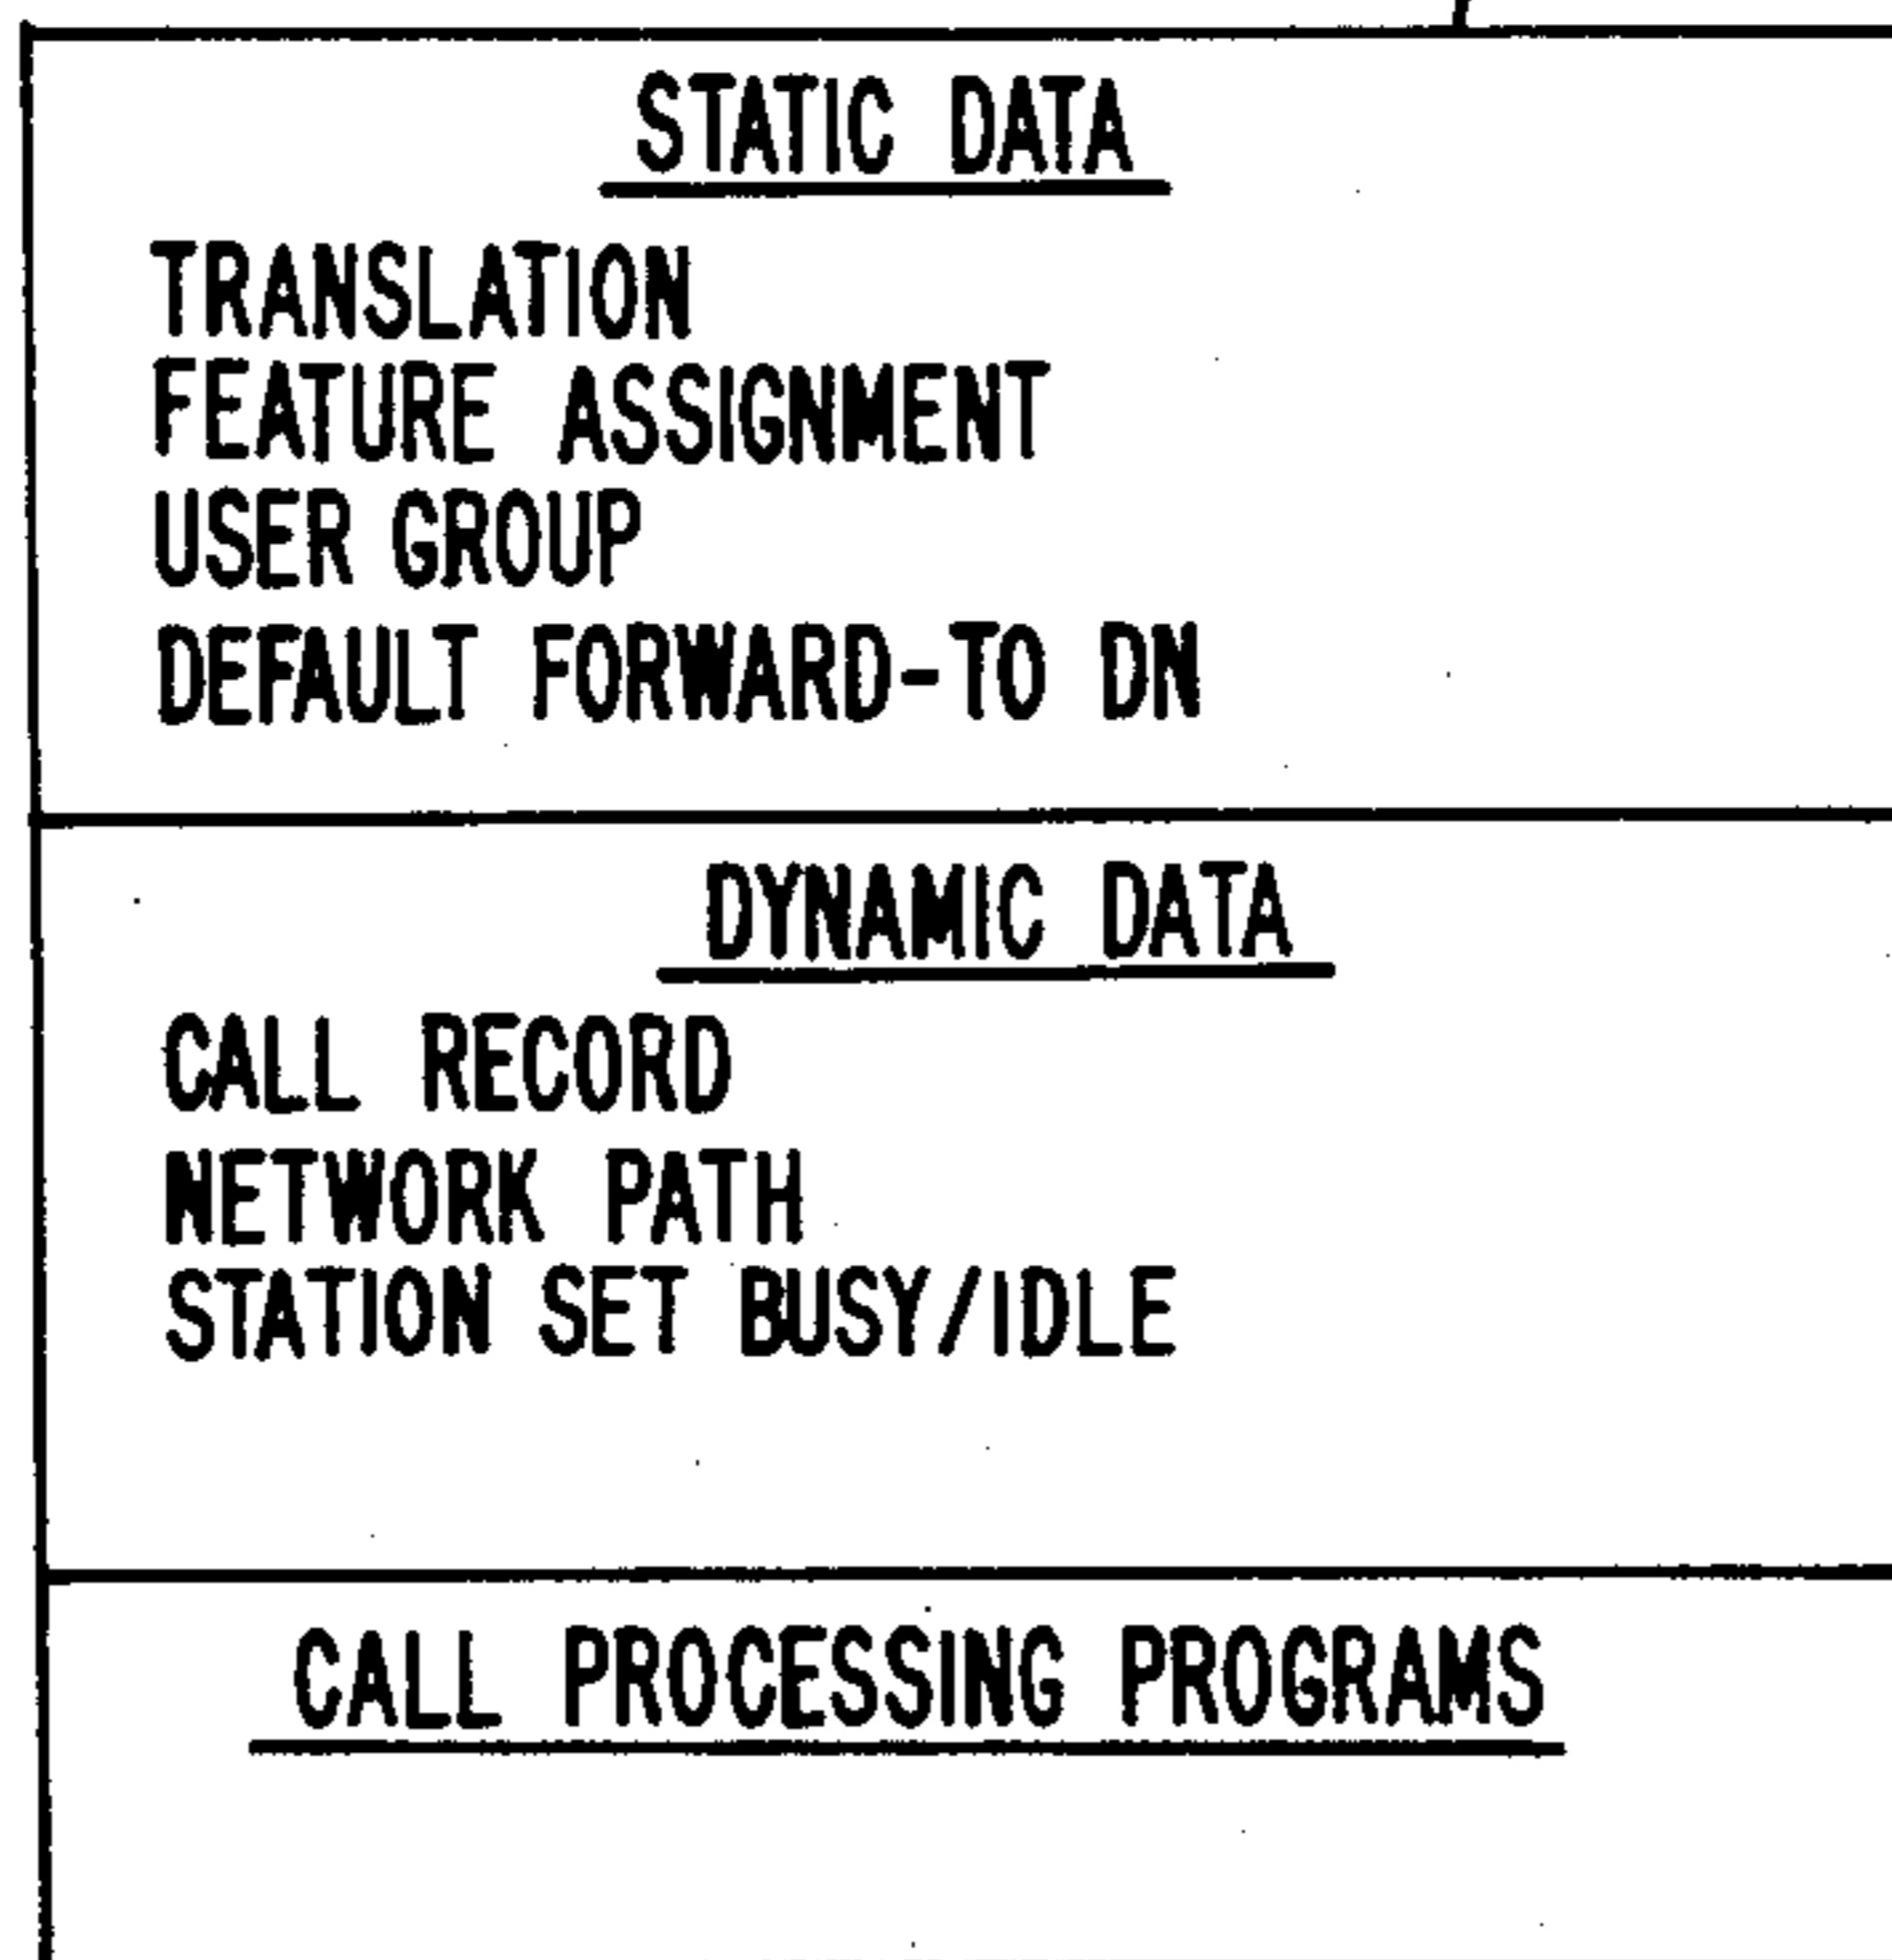 STATIC DATA
TRANSLATION
FEATURE ASSIGNMENT
USER GROUP
DEFAULT FORWARD-TO DN
DYNAMIC DATA
CALL RECORD
NETWORK PATH
STATION SET BUSY/IDLE
CALL PROCESSING PROGRAMS